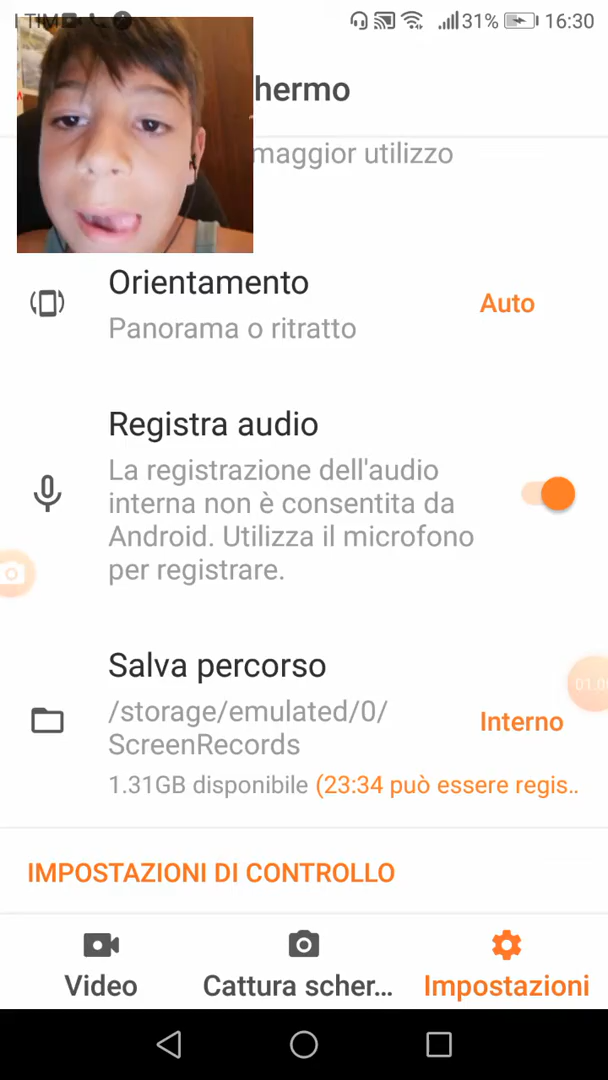 TIM 31% 16:30
hermo
maggior utilizzo
Orientamento
Auto
Panorama o ritratto
Registra audio
La registrazione dell'audio
interna non è consentita da
Android. Utilizza il microfono
per registrare.
Salva percorso
/storage/emulated/0/
ScreenRecords
Interno
1.31GB disponibile (23:34 può essere regis..
IMPOSTAZIONI DI CONTROLLO
Video
Cattura scher...
Impostazioni